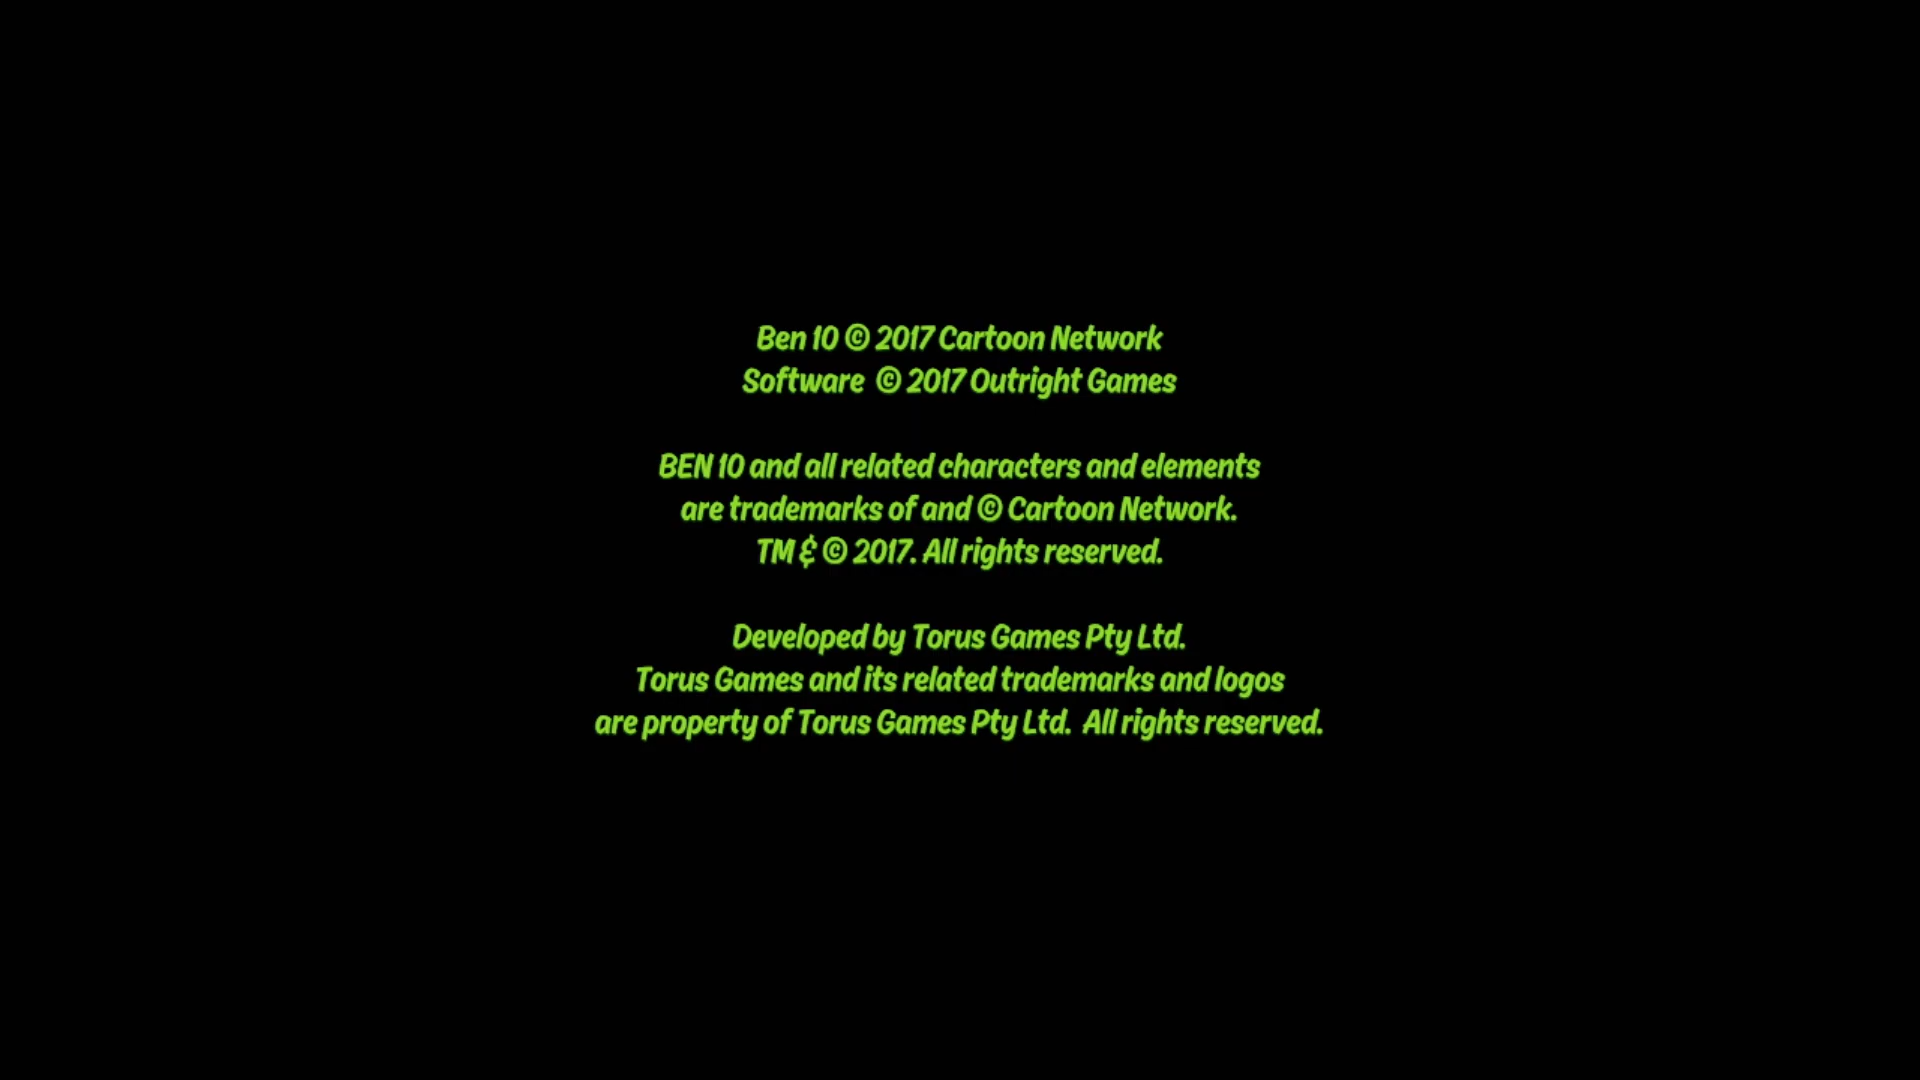 Ben 10 © 2017 Cartoon Network
Software © 2017 Outright Games
BEN 10 and all related characters and elements
are trademarks of and © Cartoon Network.
TM & © 2017. All rights reserved.
Developed by Torus Games Pty Ltd.
Torus Games and its related trademarks and logos
are property of Torus Games Pty Ltd. All rights reserved.